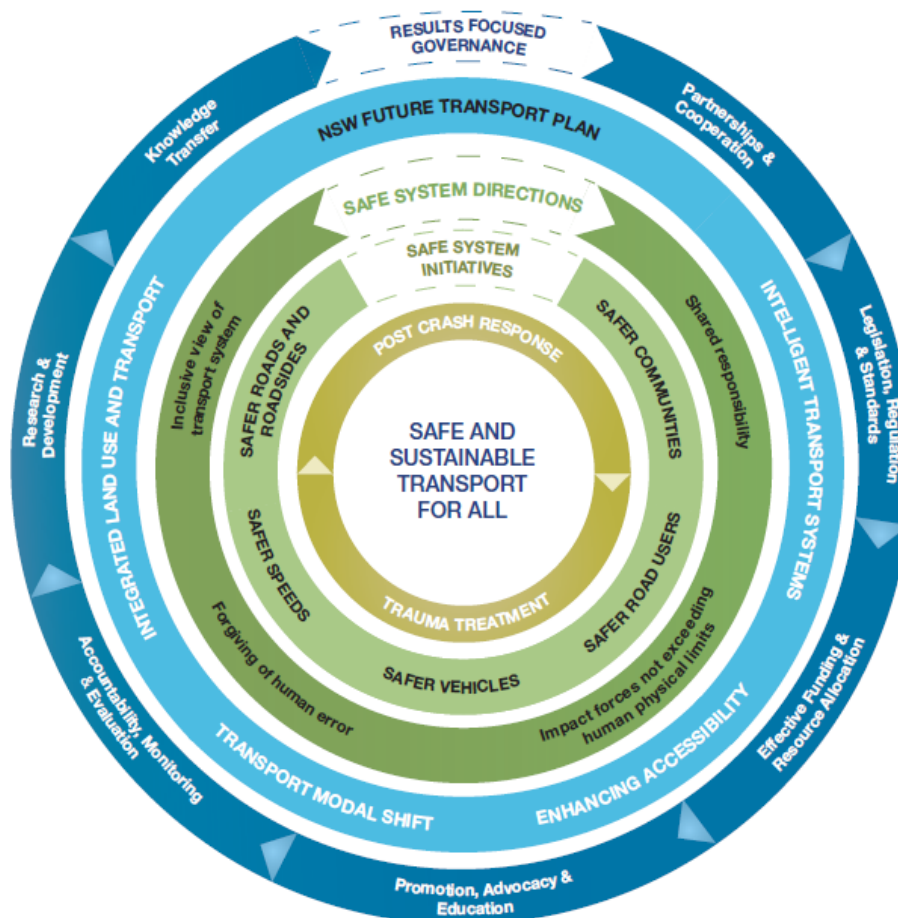 RESULTS FOCUSED
GOVERNANCE
Partnerships &
Cooperation
Legislation, Regulation
& Standards
Effective Funding &
Resource Allocation
Promotion, Advocacy &
Education
Accountability, Monitoring
& Evaluation
Research &
Development
Knowledge
Transfer
NSW FUTURE TRANSPORT PLAN
INTELLIGENT TRANSPORT SYSTEMS
ENHANCING ACCESSIBILITY
TRANSPORT MODAL SHIFT
INTEGRATED LAND USE AND TRANSPORT
SAFE SYSTEM DIRECTIONS
Shared responsibility
Impact forces not exceeding
human physical limits
Forgiving of human error
Inclusive view of
transport system
SAFE SYSTEM
INITIATIVES
SAFER COMMUNITIES
SAFER ROAD USERS
SAFER VEHICLES
SAFER SPEEDS
SAFER ROADS AND
ROADSIDES
POST CRASH RESPONSE
TRAUMA TREATMENT
SAFE AND
SUSTAINABLE
TRANSPORT
FOR ALL